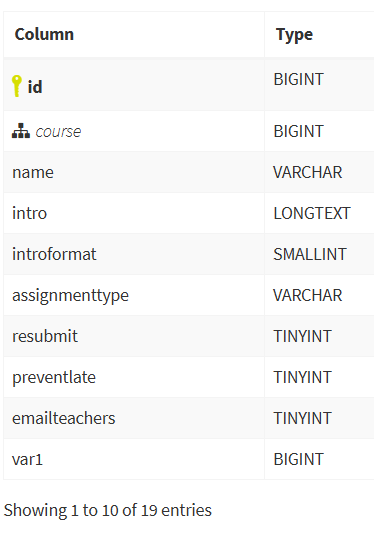 Column Type
id BIGINT
course BIGINT
name VARCHAR
intro LONGTEXT
introformat SMALLINT
assignmenttype VARCHAR
resubmit TINYINT
preventlate TINYINT
emailteachers TINYINT
var1 BIGINT
Showing 1 to 10 of 19 entries